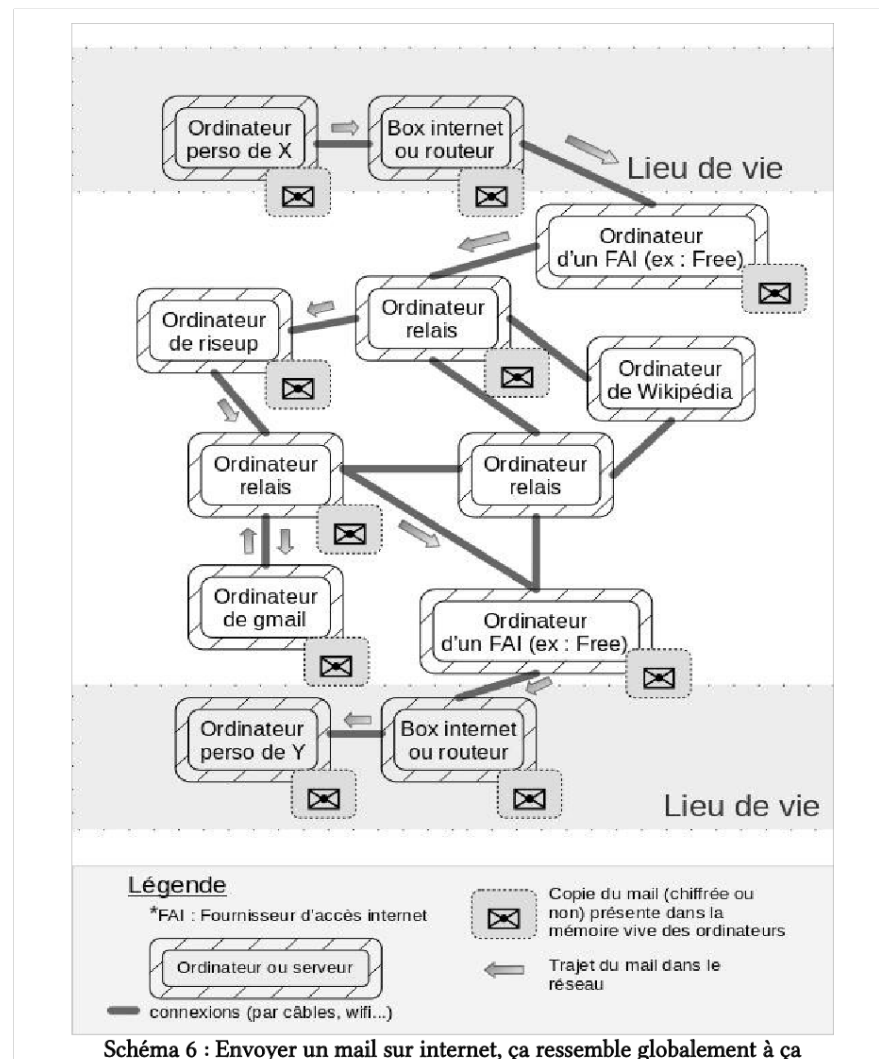 Ordinateur
perso de X
Box internet
ou routeur
Lieu de vie
Ordinateur
d'un FAI (ex : Free)
Ordinateur
relais
Ordinateur
de riseup
Ordinateur
de Wikipédia
Ordinateur
relais
Ordinateur
relais
Ordinateur
de gmail
Ordinateur
d'un FAI (ex : Free)
Ordinateur
perso de Y
Box internet
ou routeur
Lieu de vie
Légende
*FAI : Fournisseur d'accès internet
Ordinateur ou serveur
connexions (par câbles, wifi...)
Copie du mail (chiffrée ou
non) présente dans la
mémoire vive des ordinateurs
Trajet du mail dans le
réseau
Schéma 6 : Envoyer un mail sur internet, ça ressemble globalement à ça